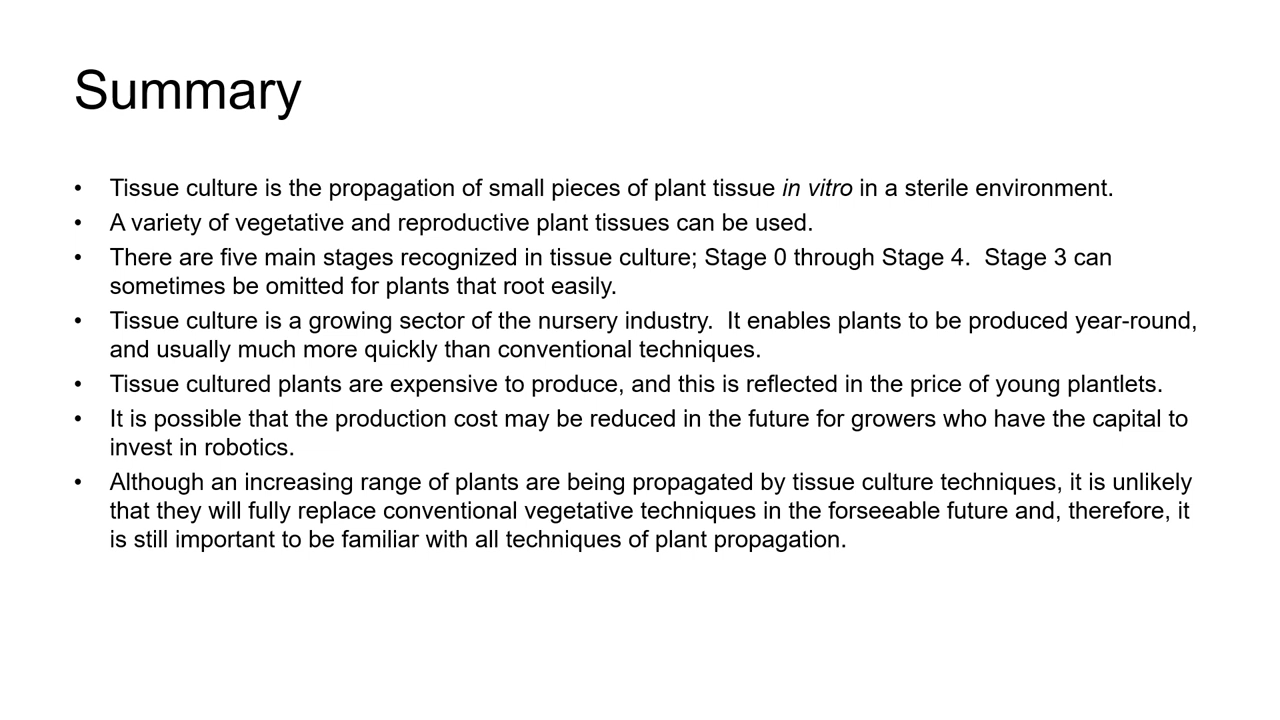 Summary
• Tissue culture is the propagation of small pieces of plant tissue in vitro in a sterile environment.
• A variety of vegetative and reproductive plant tissues can be used.
• There are five main stages recognized in tissue culture; Stage 0 through Stage 4.  Stage 3 can
sometimes be omitted for plants that root easily.
• Tissue culture is a growing sector of the nursery industry.  It enables plants to be produced year-round,
and usually much more quickly than conventional techniques.
• Tissue cultured plants are expensive to produce, and this is reflected in the price of young plantlets.
• It is possible that the production cost may be reduced in the future for growers who have the capital to
invest in robotics.
• Although an increasing range of plants are being propagated by tissue culture techniques, it is unlikely
that they will fully replace conventional vegetative techniques in the forseeable future and, therefore, it
is still important to be familiar with all techniques of plant propagation.